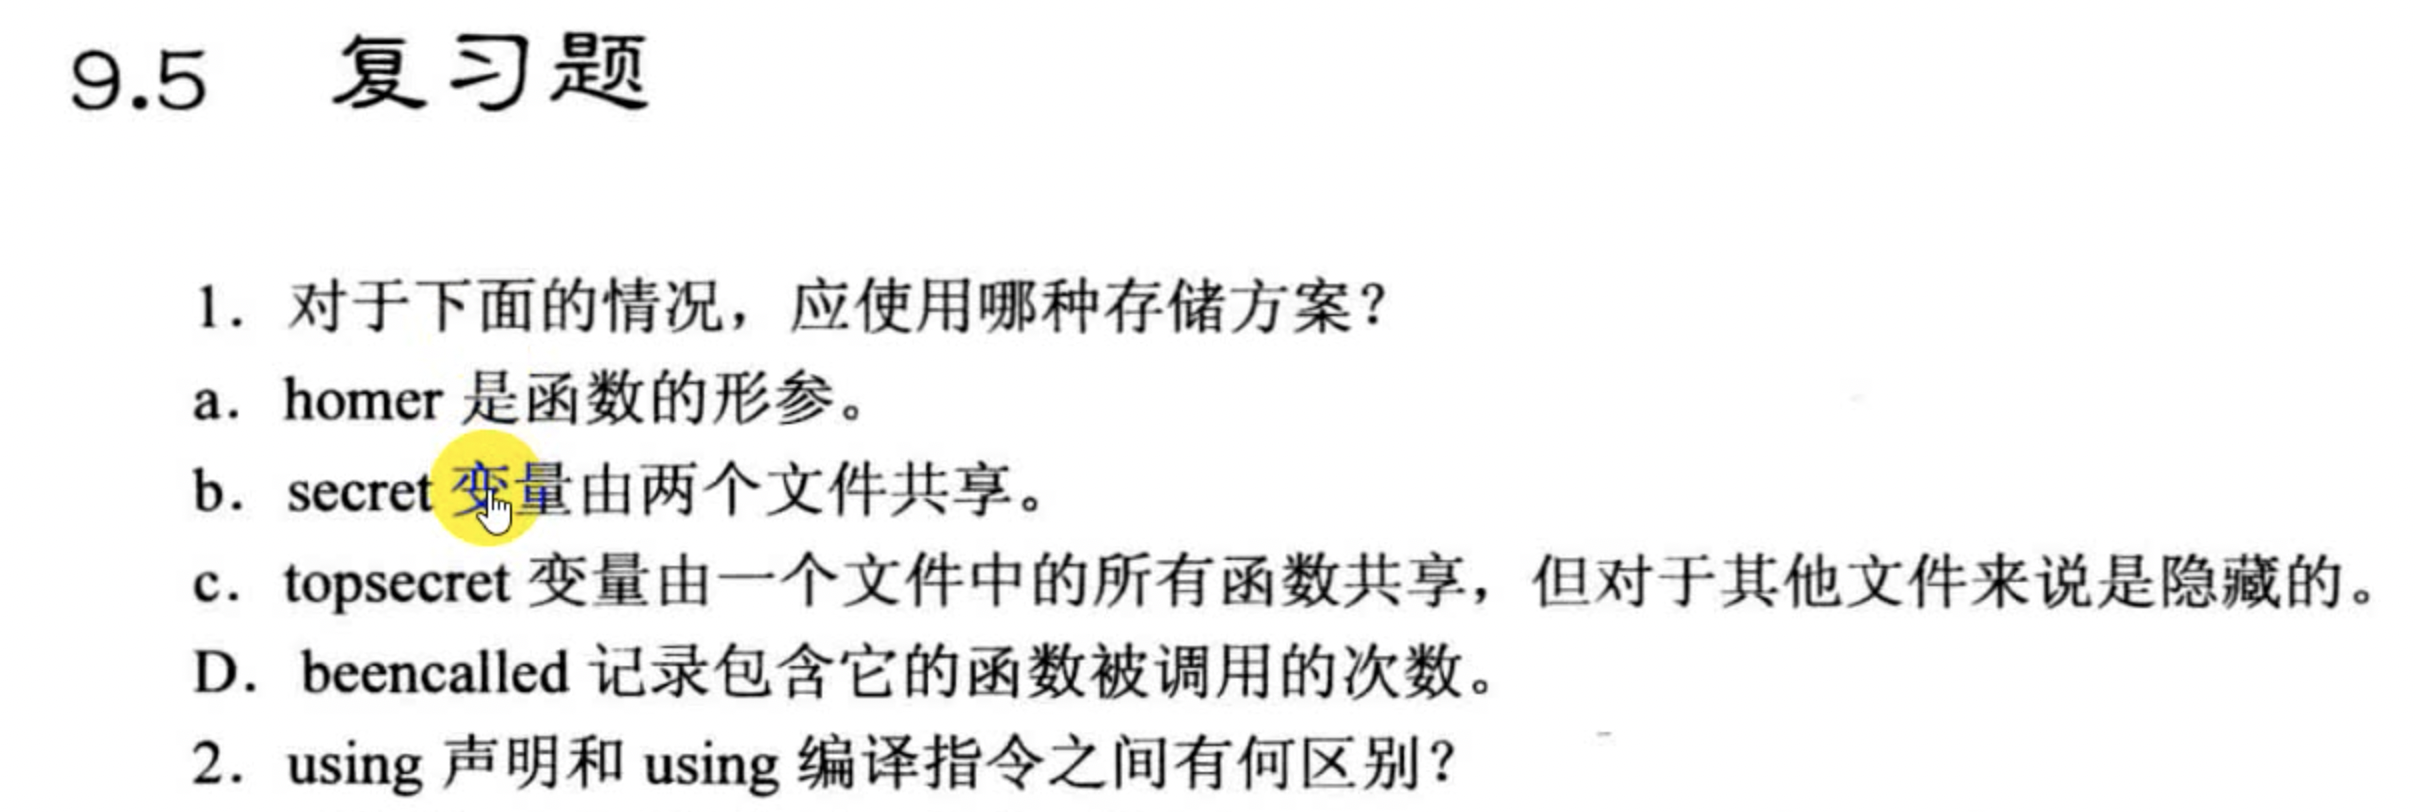 9.5 复习题
1. 对于下面的情况，应使用哪种存储方案？
a. homer 是函数的形参。
b. secret 变量由两个文件共享。
c. topsecret 变量由一个文件中的所有函数共享，但对于其他文件来说是隐藏的。
D. beencalled 记录包含它的函数被调用的次数。
2. using 声明和 using 编译指令之间有何区别？